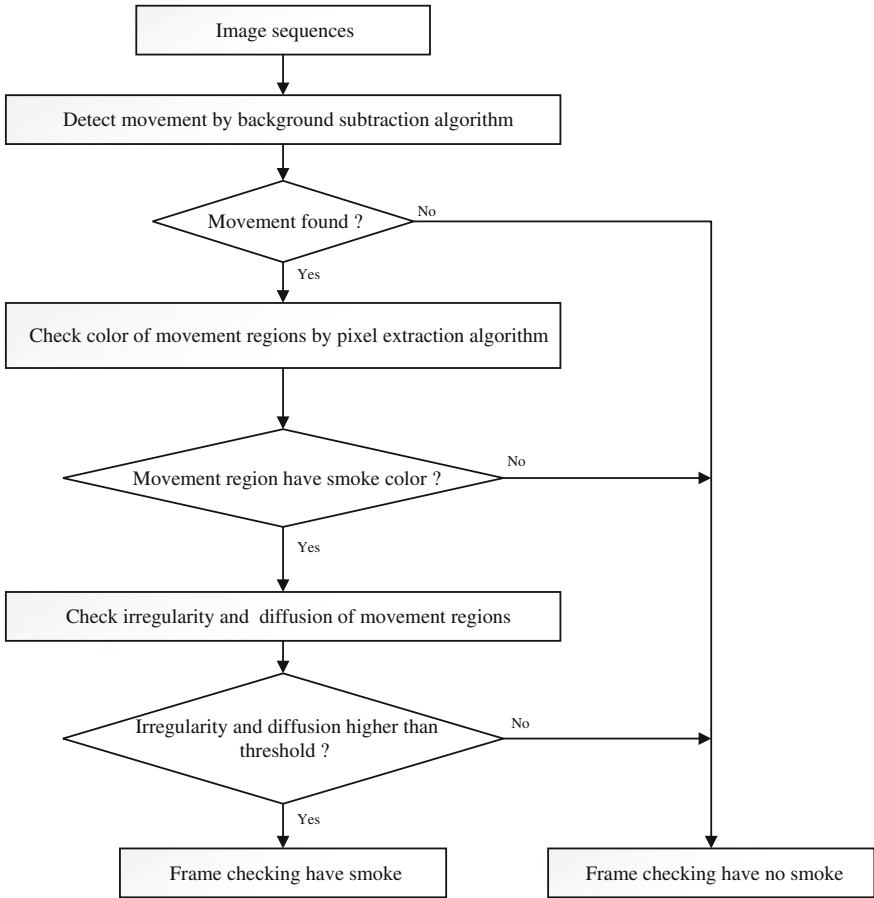 Image sequences
Detect movement by background subtraction algorithm
Movement found ?
No
Yes
Check color of movement regions by pixel extraction algorithm
Movement region have smoke color ?
No
Yes
Check irregularity and diffusion of movement regions
Irregularity and diffusion higher than
threshold ?
No
Yes
Frame checking have smoke
Frame checking have no smoke